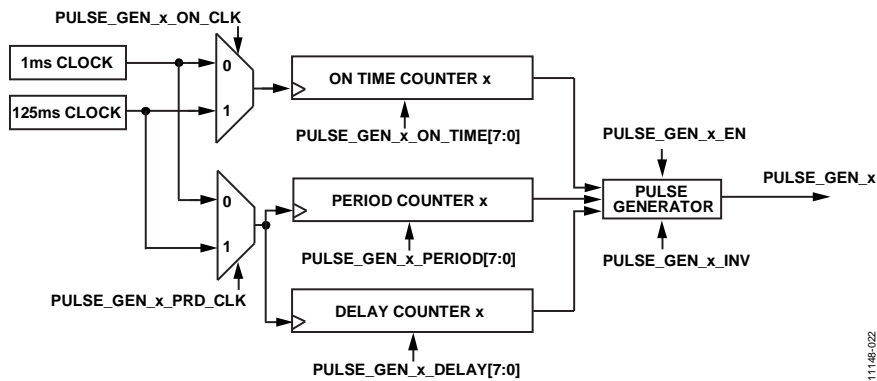 PULSE_GEN_x_ON_CLK
1ms CLOCK
0
ON TIME COUNTER x
125ms CLOCK
1
PULSE_GEN_x_ON_TIME[7:0]
PULSE_GEN_x_EN
PULSE_GEN_x
0
PERIOD COUNTER x
PULSE
GENERATOR
1
PULSE_GEN_x_PERIOD[7:0]
PULSE_GEN_x_INV
PULSE_GEN_x_PRD_CLK
DELAY COUNTER x
PULSE_GEN_x_DELAY[7:0]
11148-022